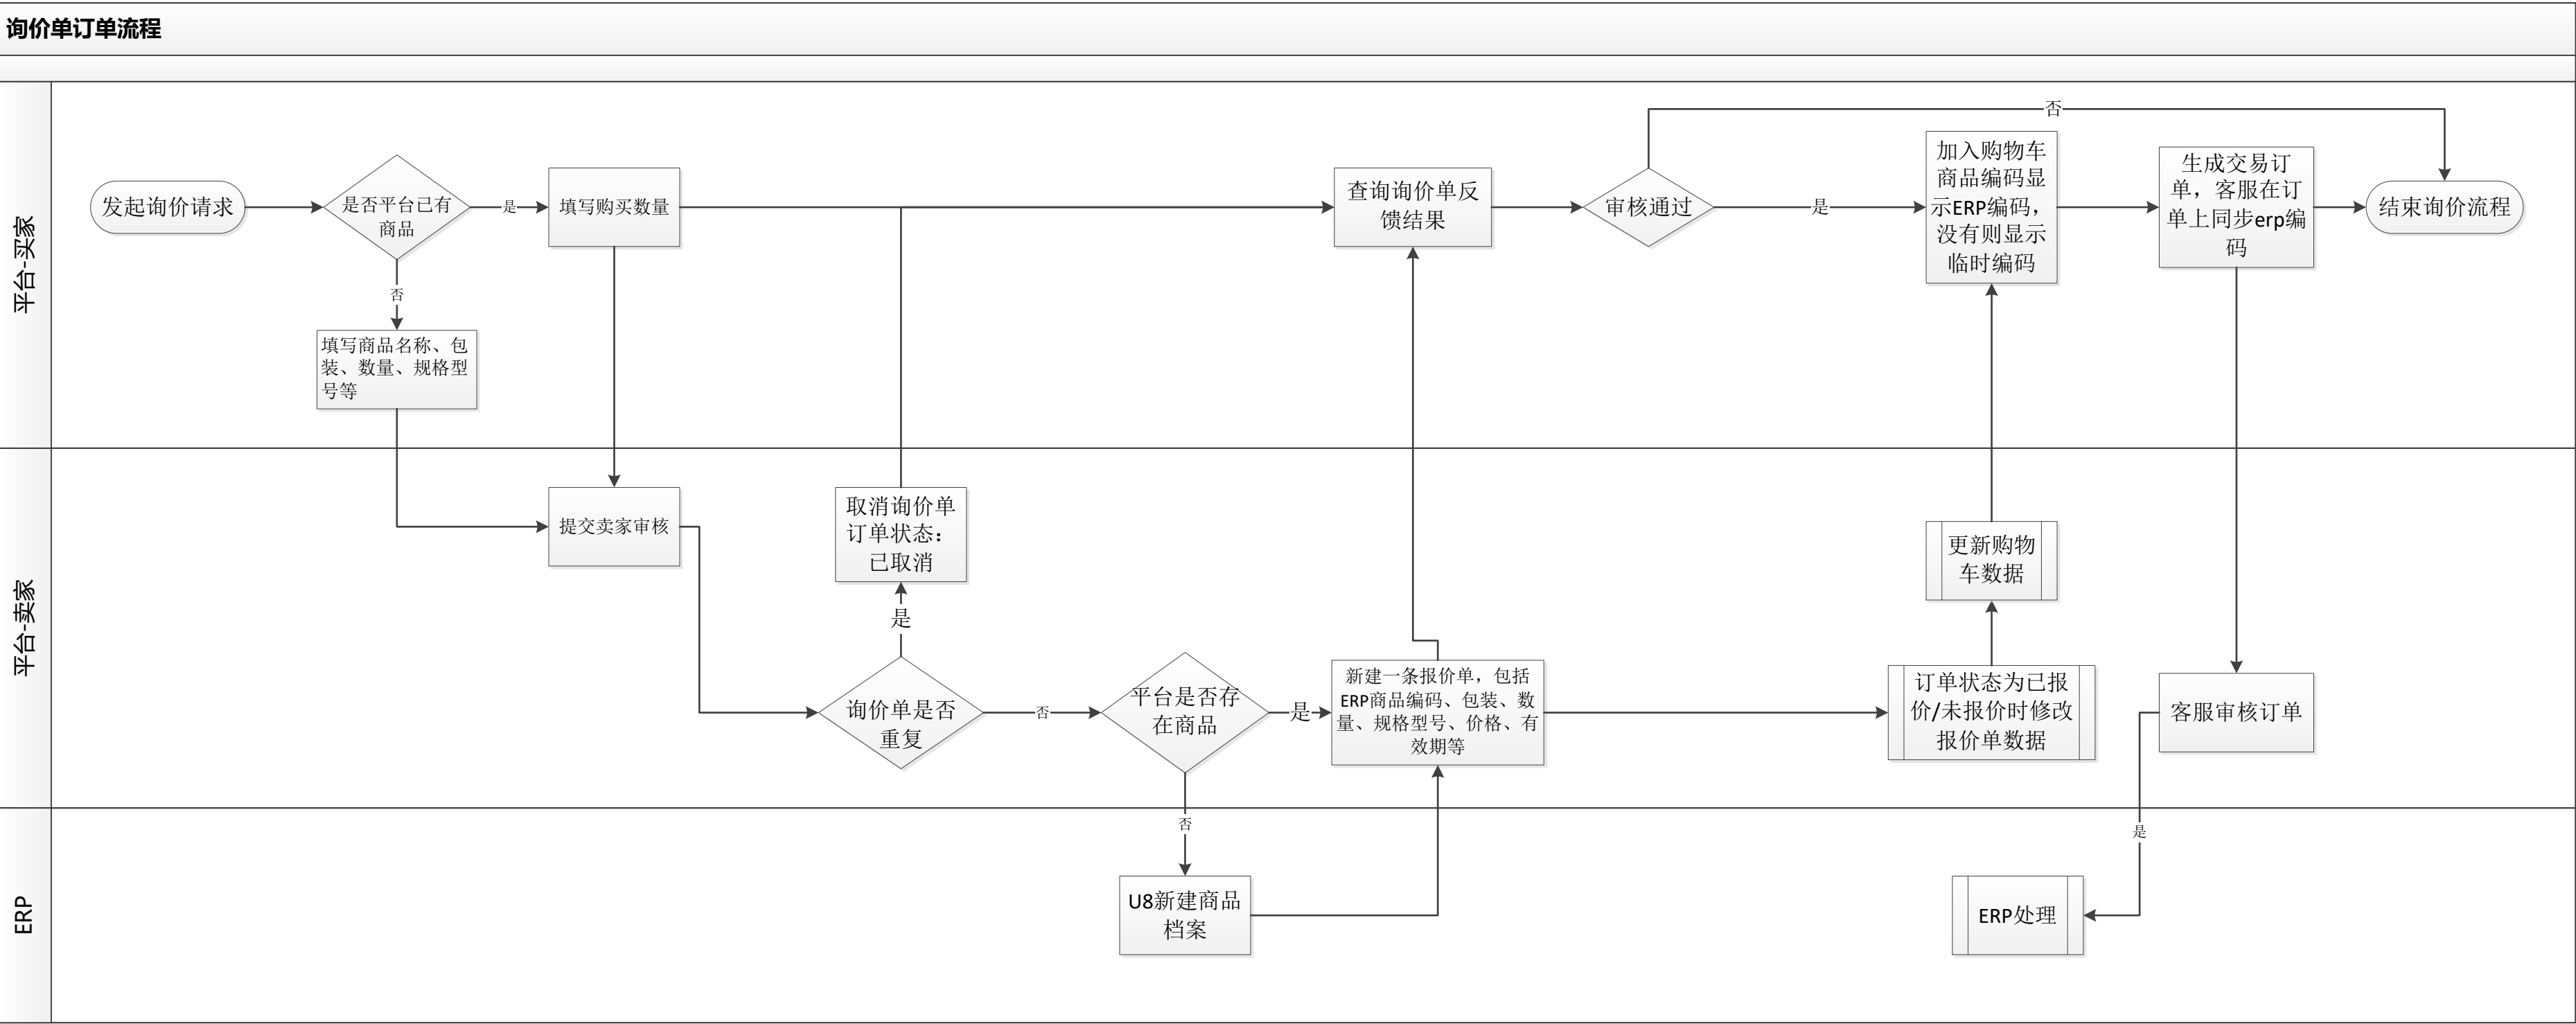 询价单订单流程
平台-买家
发起询价请求
是否平台已有
商品
是
填写购买数量
否
填写商品名称、包
装、数量、规格型
号等
查询询价单反
馈结果
审核通过
否
是
加入购物车
商品编码显
示ERP编码，
没有则显示
临时编码
生成交易订
单，客服在订
单上同步erp编
码
结束询价流程
平台-卖家
提交卖家审核
取消询价单
订单状态：
已取消
是
询价单是否
重复
否
平台是否存
在商品
是
新建一条报价单，包括
ERP商品编码、包装、数
量、规格型号、价格、有
效期等
更新购物
车数据
订单状态为已报
价/未报价时修改
报价单数据
客服审核订单
ERP
否
U8新建商品
档案
是
ERP处理